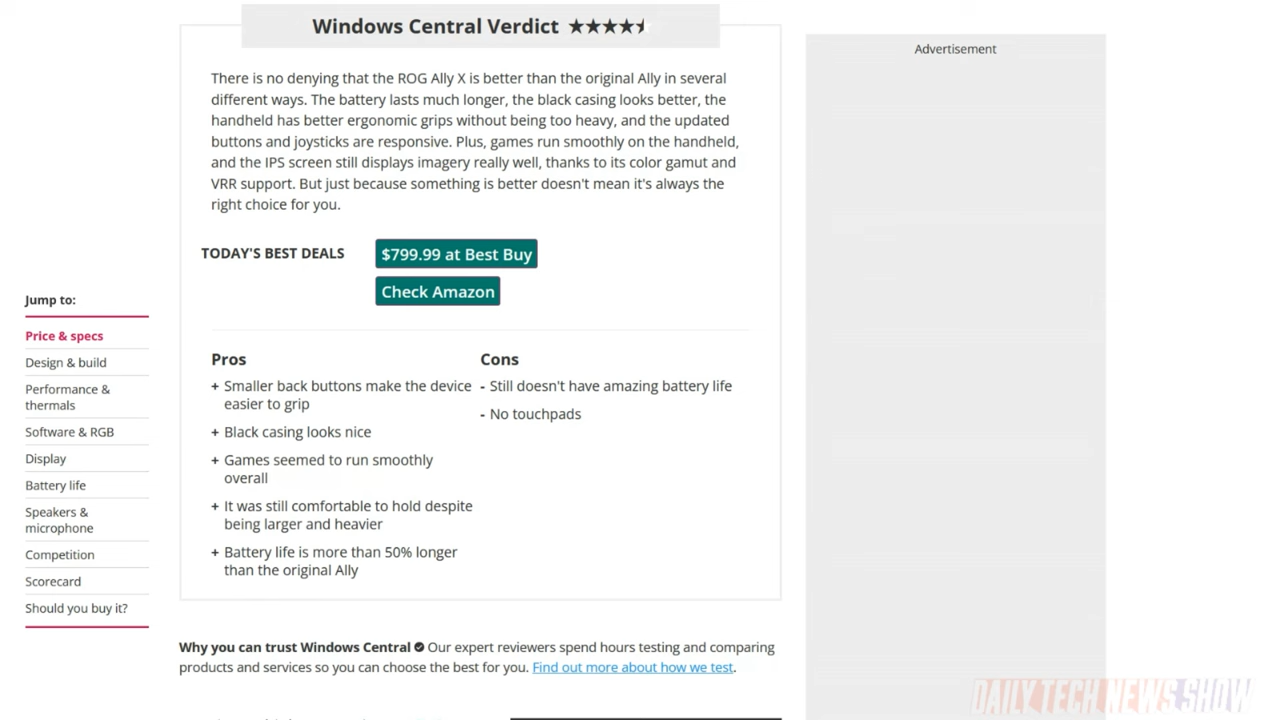 Windows Central Verdict ★★★★⯨
Advertisement
There is no denying that the ROG Ally X is better than the original Ally in several
different ways. The battery lasts much longer, the black casing looks better, the
handheld has better ergonomic grips without being too heavy, and the updated
buttons and joysticks are responsive. Plus, games run smoothly on the handheld,
and the IPS screen still displays imagery really well, thanks to its color gamut and
VRR support. But just because something is better doesn't mean it's always the
right choice for you.
TODAY'S BEST DEALS
$799.99 at Best Buy
Check Amazon
Jump to:
Price & specs
Design & build
Performance &
thermals
Software & RGB
Display
Battery life
Speakers &
microphone
Competition
Scorecard
Should you buy it?
Pros
+ Smaller back buttons make the device
easier to grip
+ Black casing looks nice
+ Games seemed to run smoothly
overall
+ It was still comfortable to hold despite
being larger and heavier
+ Battery life is more than 50% longer
than the original Ally
Cons
- Still doesn't have amazing battery life
- No touchpads
Why you can trust Windows Central Our expert reviewers spend hours testing and comparing
products and services so you can choose the best for you. Find out more about how we test.
DAILY TECH NEWS SHOW